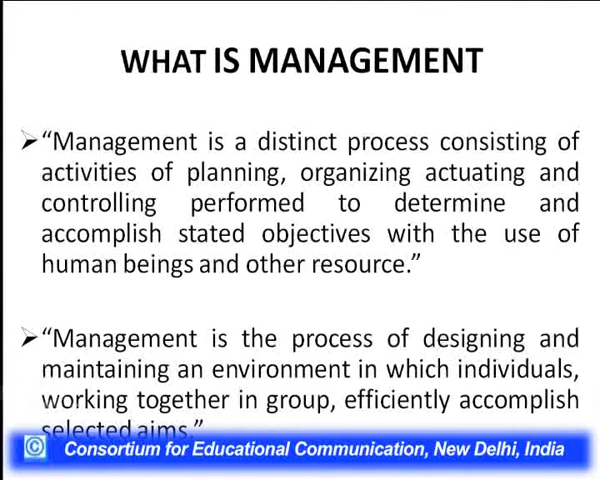 WHAT IS MANAGEMENT
➢ “Management is a distinct process consisting of
activities of planning, organizing actuating and
controlling performed to determine and
accomplish stated objectives with the use of
human beings and other resource.”
➢ “Management is the process of designing and
maintaining an environment in which individuals,
working together in group, efficiently accomplish
selected aims.”
© Consortium for Educational Communication, New Delhi, India